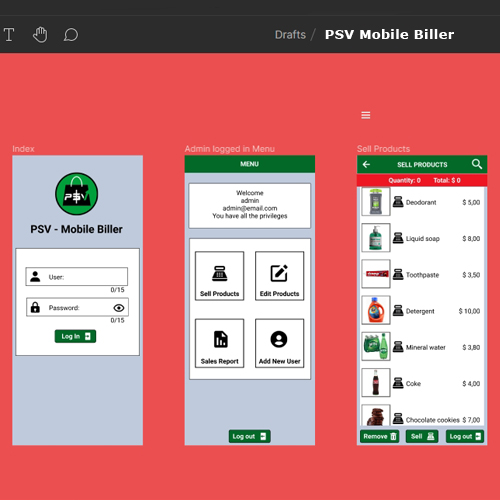 T
Drafts / PSV Mobile Biller
Index
PSV
PSV - Mobile Biller
User:
0/15
Password:
0/15
Log In
Admin logged in Menu
MENU
Welcome
admin
admin@email.com
You have all the privileges
Sell Products
Edit Products
Sales Report
Add New User
Log out
Sell Products
SELL PRODUCTS
Quantity: 0 Total: $ 0
Deodorant $ 5,00
Liquid soap $ 8,00
Toothpaste $ 3,50
Detergent $ 10,00
Mineral water $ 3,80
Coke $ 4,00
Chocolate cookies $ 7,00
Remove
Sell
Log out